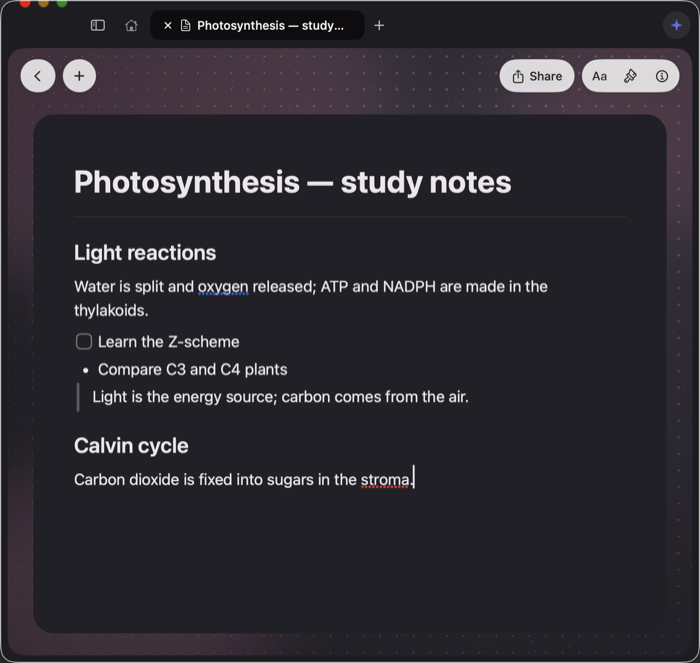 Photosynthesis — study...
Share
Aa
Photosynthesis — study notes
Light reactions
Water is split and oxygen released; ATP and NADPH are made in the
thylakoids.
Learn the Z-scheme
• Compare C3 and C4 plants
Light is the energy source; carbon comes from the air.
Calvin cycle
Carbon dioxide is fixed into sugars in the stroma.